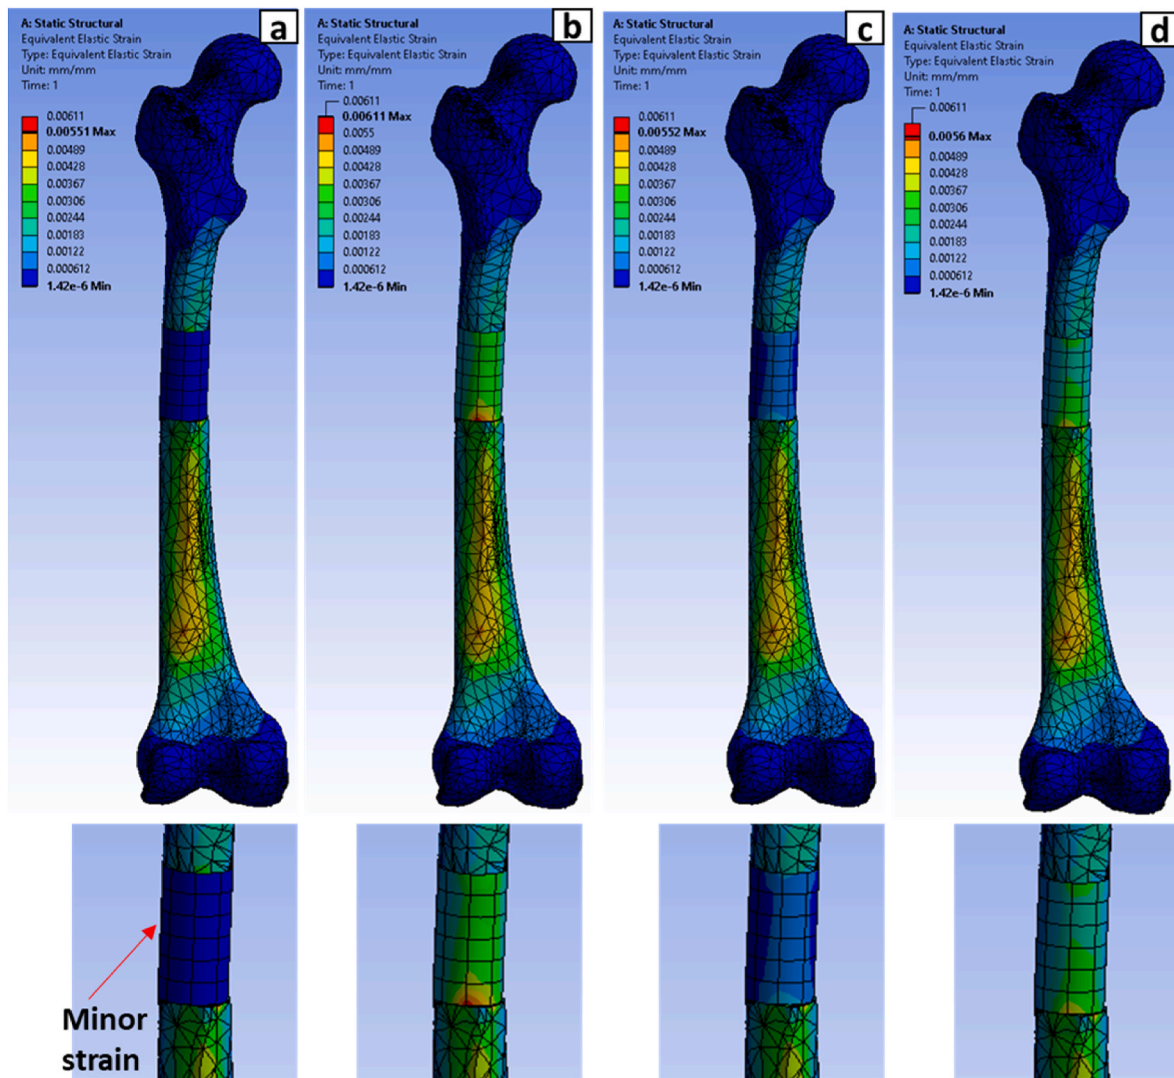 A: Static Structural
Equivalent Elastic Strain
Type: Equivalent Elastic Strain
Unit: mm/mm
Time: 1
a
0.00611
0.00551 Max
0.00489
0.00428
0.00367
0.00306
0.00244
0.00183
0.00122
0.000612
1.42e-6 Min
A: Static Structural
Equivalent Elastic Strain
Type: Equivalent Elastic Strain
Unit: mm/mm
Time: 1
b
0.00611
0.00611 Max
0.0055
0.00489
0.00428
0.00367
0.00306
0.00244
0.00183
0.00122
0.000612
1.42e-6 Min
A: Static Structural
Equivalent Elastic Strain
Type: Equivalent Elastic Strain
Unit: mm/mm
Time: 1
c
0.00611
0.00552 Max
0.00489
0.00428
0.00367
0.00306
0.00244
0.00183
0.00122
0.000612
1.42e-6 Min
A: Static Structural
Equivalent Elastic Strain
Type: Equivalent Elastic Strain
Unit: mm/mm
Time: 1
d
0.00611
0.0056 Max
0.00489
0.00428
0.00367
0.00306
0.00244
0.00183
0.00122
0.000612
1.42e-6 Min
Minor
strain